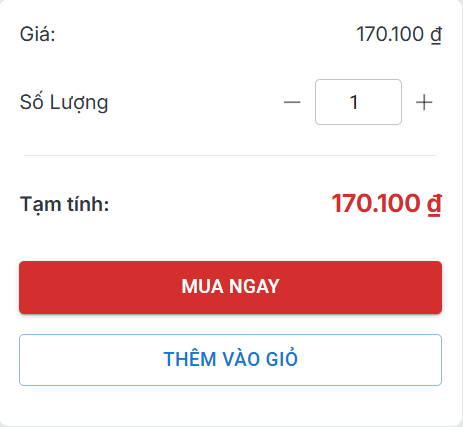 Giá: 170.100 ₫
Số Lượng − 1 +
Tạm tính: 170.100 ₫
MUA NGAY
THÊM VÀO GIỎ